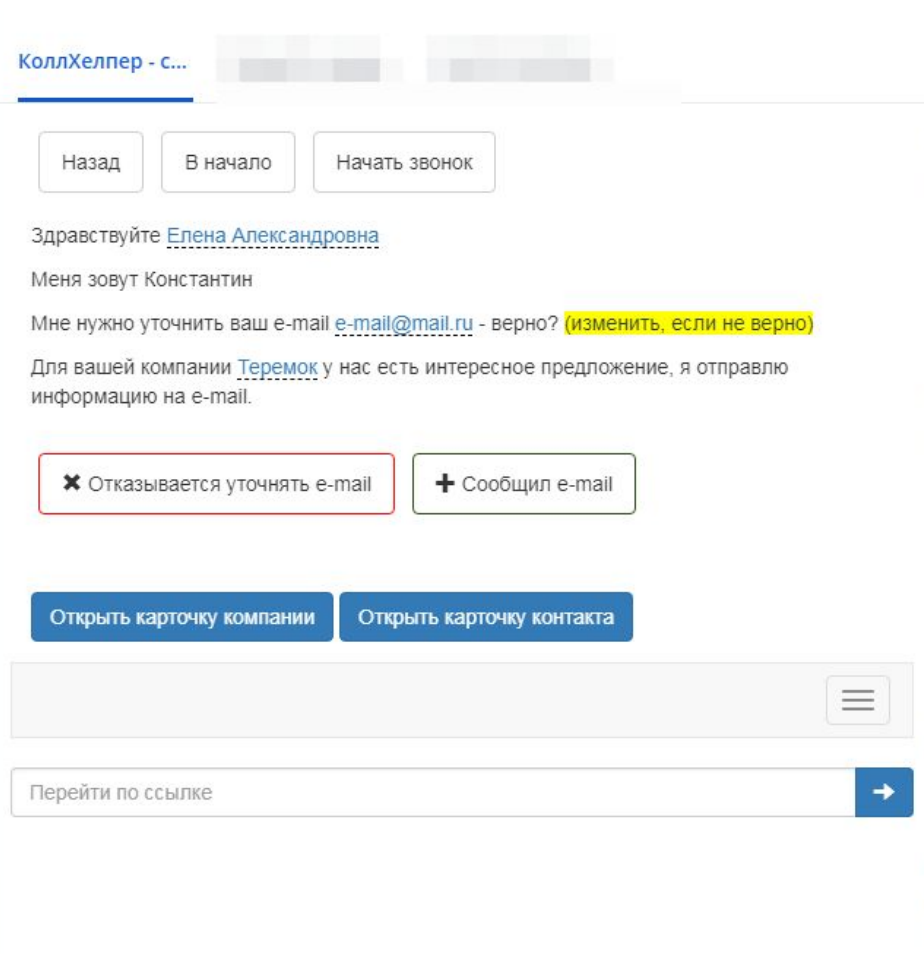 КоллХелпер - с...
Назад В начало Начать звонок
Здравствуйте Елена Александровна
Меня зовут Константин
Мне нужно уточнить ваш e-mail e-mail@mail.ru - верно? (изменить, если не верно)
Для вашей компании Теремок у нас есть интересное предложение, я отправлю
информацию на e-mail.
Отказывается уточнять e-mail Сообщил e-mail
Открыть карточку компании Открыть карточку контакта
Перейти по ссылке